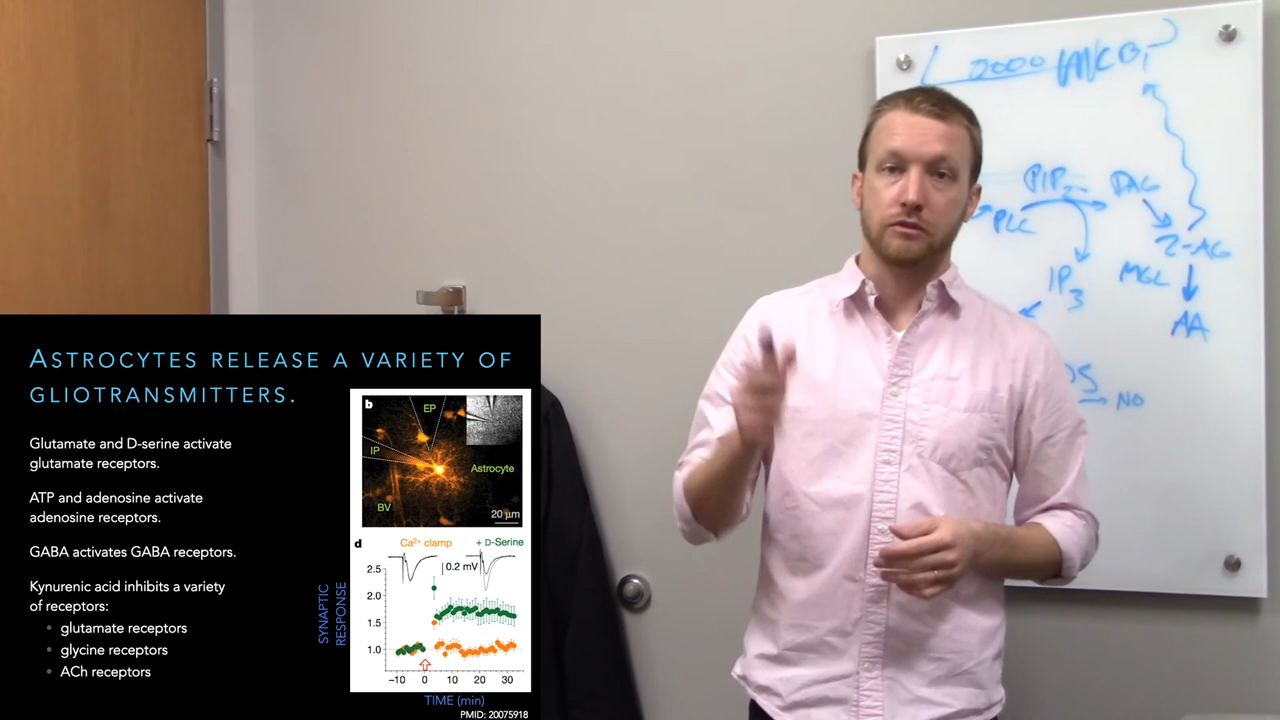 ( 2000 MCB, )
PIP2
DAG
PLC
2-AG
IP3
MGL
AA
NO
ASTROCYTES RELEASE A VARIETY OF
GLIOTRANSMITTERS.
Glutamate and D-serine activate
glutamate receptors.
ATP and adenosine activate
adenosine receptors.
GABA activates GABA receptors.
Kynurenic acid inhibits a variety
of receptors:
• glutamate receptors
• glycine receptors
• ACh receptors
b
EP
IP
Astrocyte
BV
20 μm
d
Ca²⁺ clamp
+ D-Serine
0.2 mV
2.5
2.0
1.5
1.0
SYNAPTIC
RESPONSE
−10 0 10 20 30
TIME (min)
PMID: 20075918